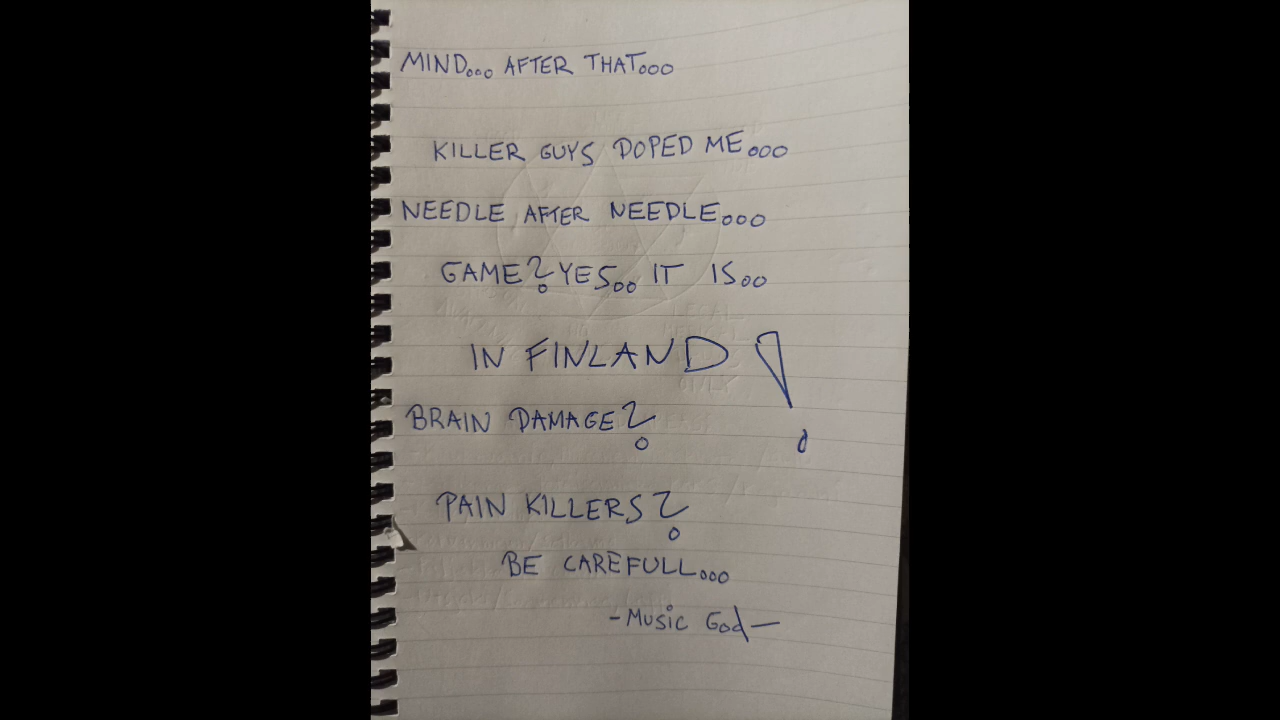 MIND... AFTER THAT...
KILLER GUYS DOPED ME...
NEEDLE AFTER NEEDLE...
GAME? YES.. IT IS..
IN FINLAND!
BRAIN DAMAGE?
PAIN KILLERS?
BE CAREFULL...
-Music God-